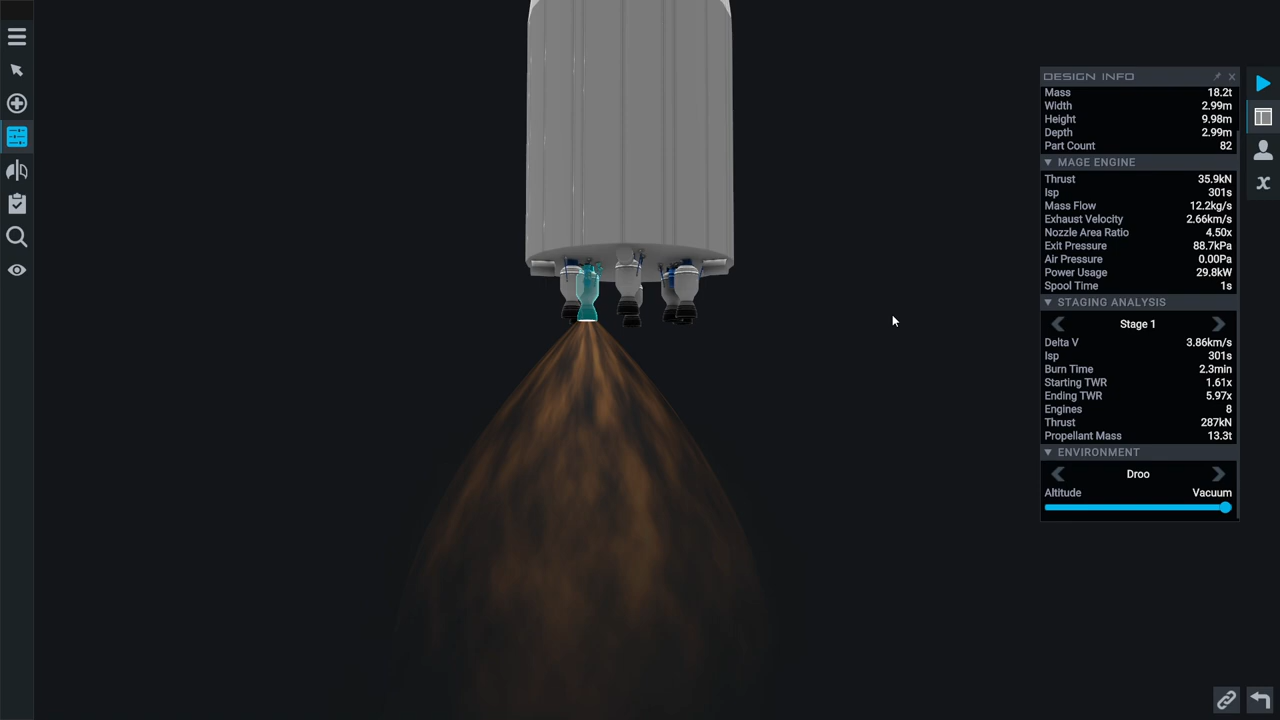 DESIGN INFO
Mass 18.2t
Width 2.99m
Height 9.98m
Depth 2.99m
Part Count 82
MAGE ENGINE
Thrust 35.9kN
Isp 301s
Mass Flow 12.2kg/s
Exhaust Velocity 2.66km/s
Nozzle Area Ratio 4.50x
Exit Pressure 88.7kPa
Air Pressure 0.00Pa
Power Usage 29.8kW
Spool Time 1s
STAGING ANALYSIS
Stage 1
Delta V 3.86km/s
Isp 301s
Burn Time 2.3min
Starting TWR 1.61x
Ending TWR 5.97x
Engines 8
Thrust 287kN
Propellant Mass 13.3t
ENVIRONMENT
Droo
Altitude Vacuum